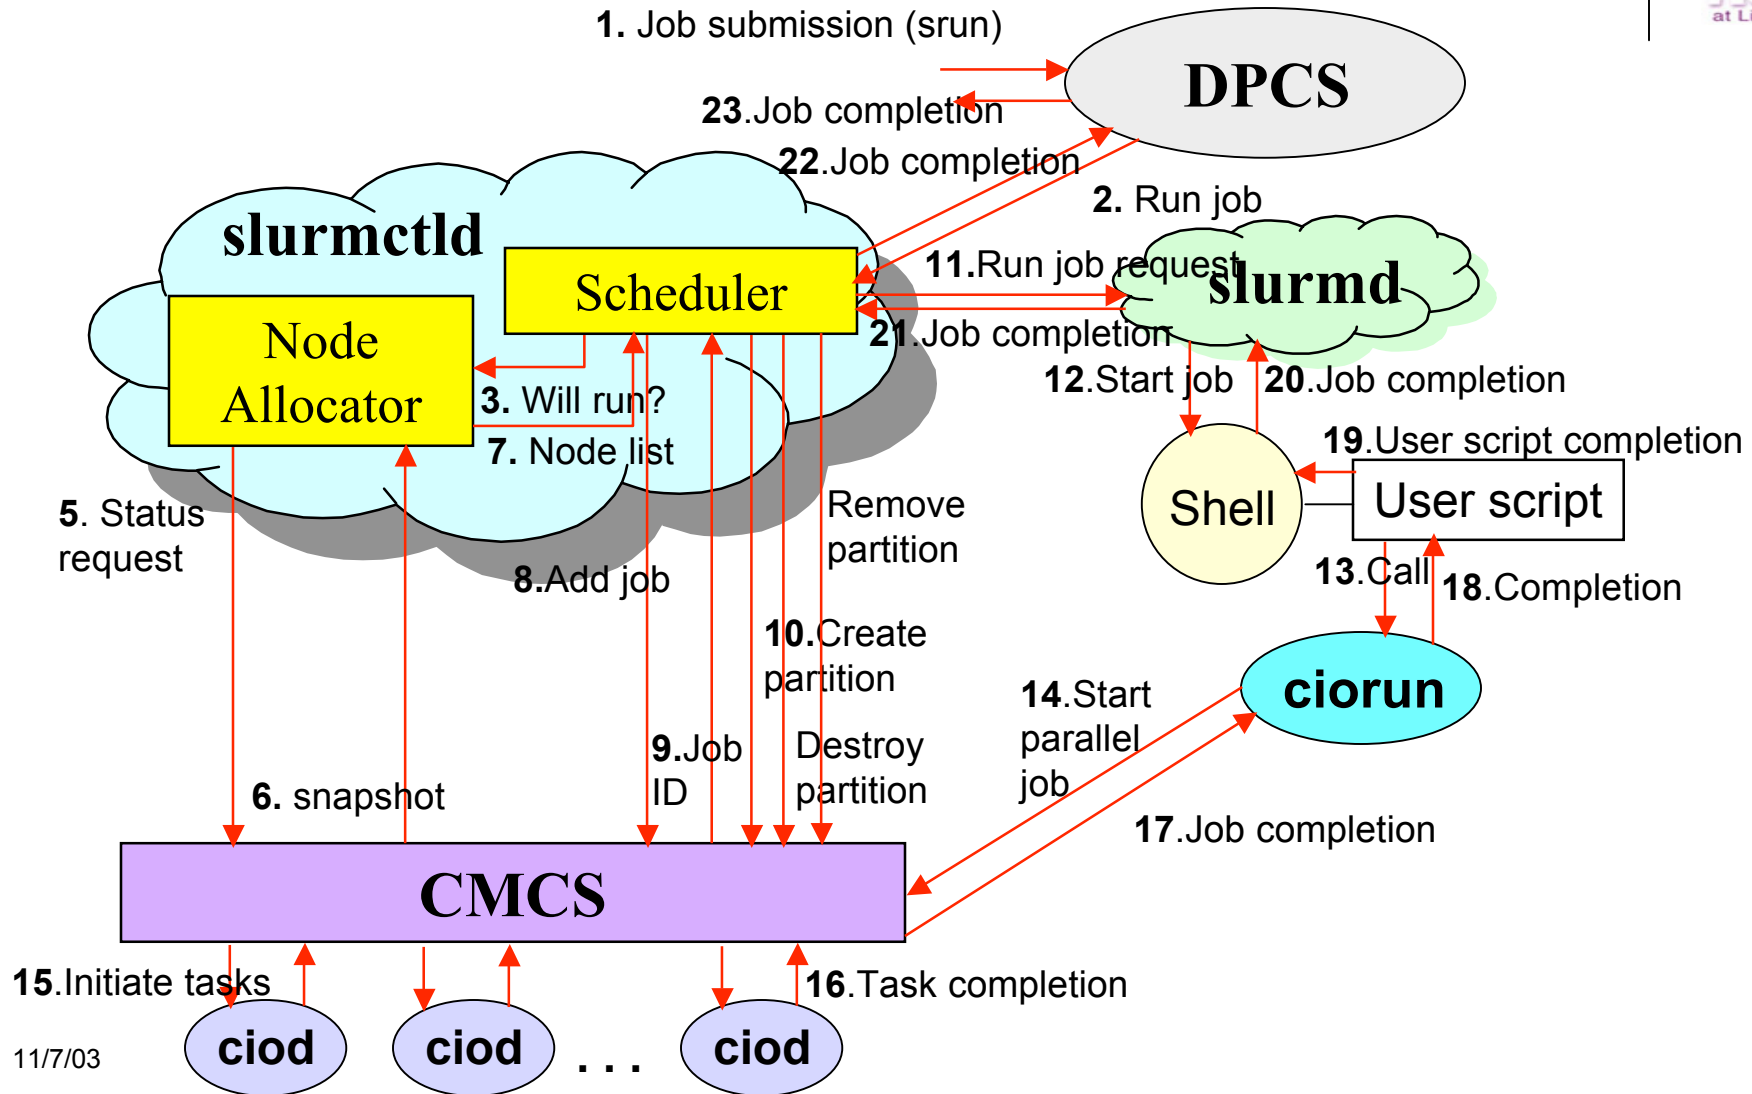 1. Job submission (srun)
at Li
DPCS
23.Job completion
22.Job completion
2. Run job
slurmctld
Scheduler
11.Run job request
slurmd
21.Job completion
Node
Allocator
3. Will run?
7. Node list
12.Start job
20.Job completion
19.User script completion
Shell
User script
5. Status
request
Remove
partition
8.Add job
13.Call
18.Completion
10.Create
partition
ciorun
14.Start
parallel
job
9.Job
ID
Destroy
partition
6. snapshot
17.Job completion
CMCS
15.Initiate tasks
16.Task completion
ciod
ciod
. . .
ciod
11/7/03